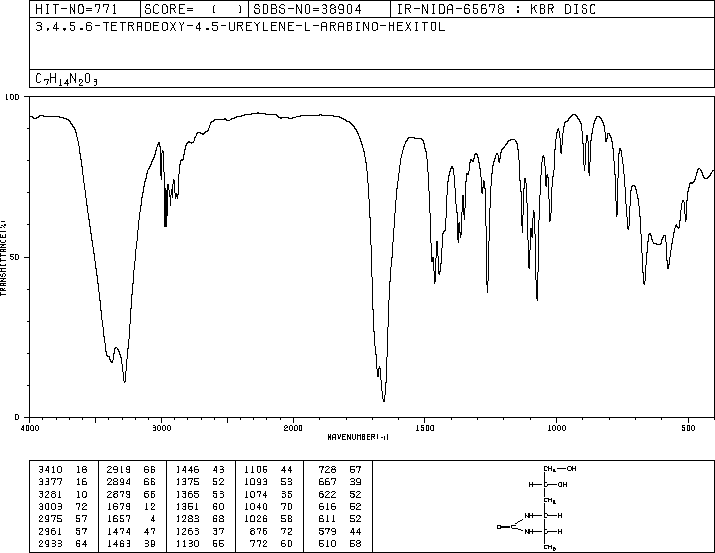 HIT-NO=771 SCORE= ( ) SDBS-NO=38904 IR-NIDA-65678 : KBR DISC
3,4,5,6-TETRADEOXY-4,5-UREYLENE-L-ARABINO-HEXITOL
C7H14N2O3
100
50
0
TRANSMITTANCE(%)
4000 3000 2000 1500 1000 500
WAVENUMBER(-1)
3410 18 2919 66 1446 43 1106 44 728 57
3377 16 2894 66 1375 52 1093 53 667 39
3281 10 2879 66 1365 53 1074 35 622 52
3003 72 1679 12 1351 60 1040 70 616 52
2975 57 1657 4 1283 68 1026 58 611 52
2961 57 1474 47 1263 37 876 72 579 44
2933 64 1463 39 1130 55 772 60 510 58
CH2—OH
H—C—OH
CH2
NH—C—H
O=C
NH—C—H
CH3